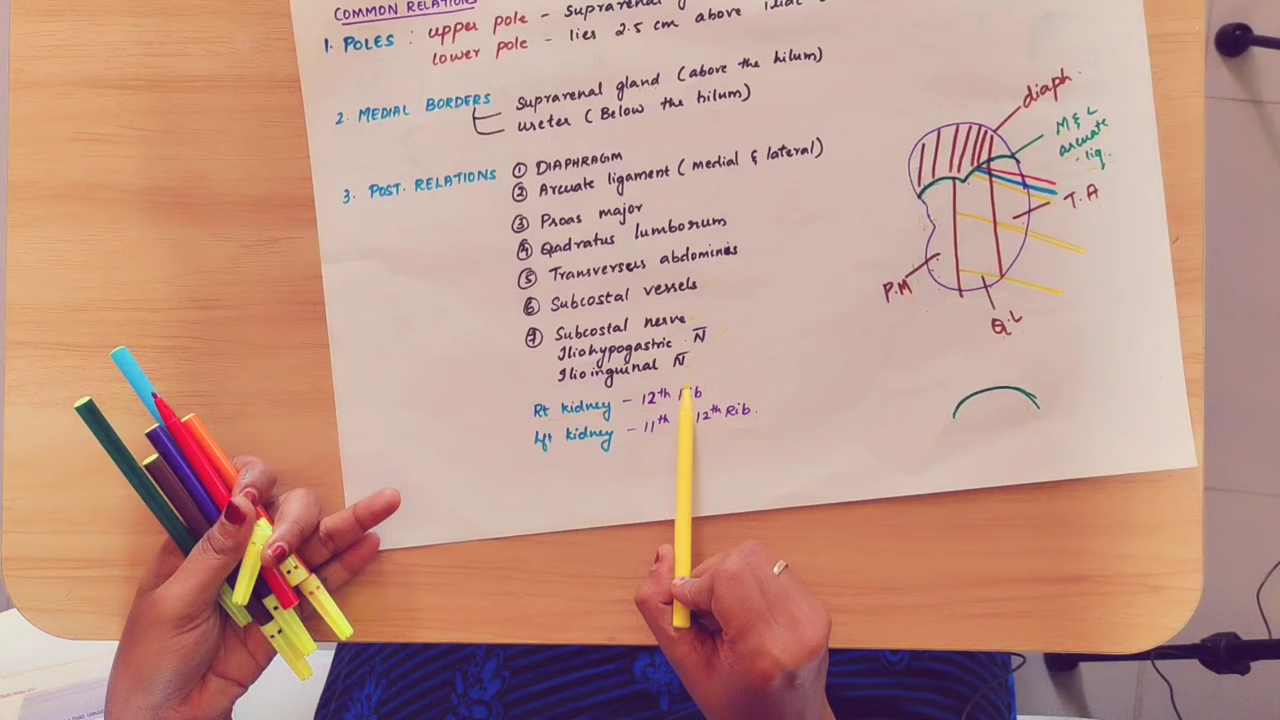 COMMON RELATIONS
1. POLES : upper pole - suprarenal
lower pole - lies 2.5 cm above iliac
2. MEDIAL BORDERS
suprarenal gland (above the hilum)
ureter (Below the hilum)
3. POST. RELATIONS
① DIAPHRAGM
② Arcuate ligament (medial & lateral)
③ Psoas major
④ Qadratus lumborum
⑤ Transversus abdominis
⑥ Subcostal vessels
⑦ Subcostal nerve
Iliohypogastric N̄
Ilioinguinal N̄
Rt kidney - 12th Rib
Lft kidney - 11th 12th Rib.
diaph.
M & L
arcuate
lig.
T.A
P.M
Q.L